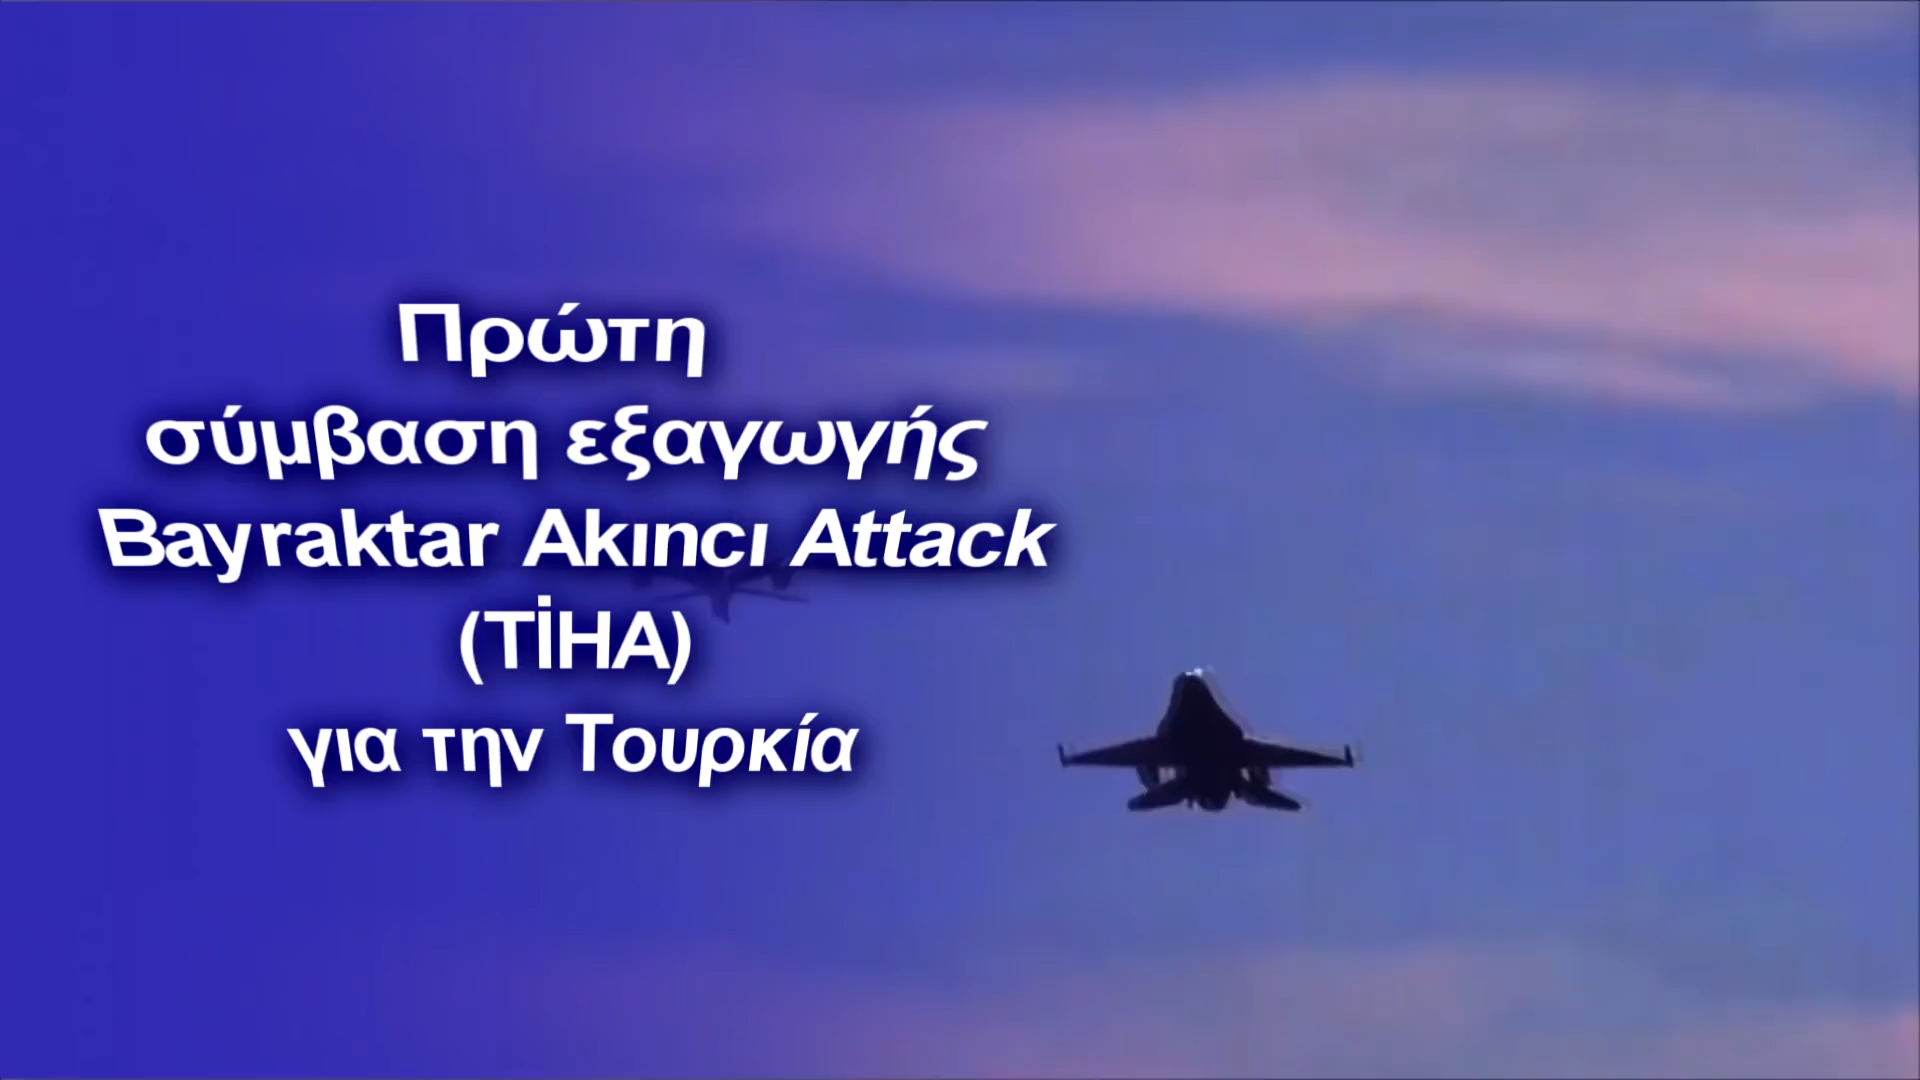 Πρώτη
σύμβαση εξαγωγής
Bayraktar Akıncı Attack
(TİHA)
για την Τουρκία